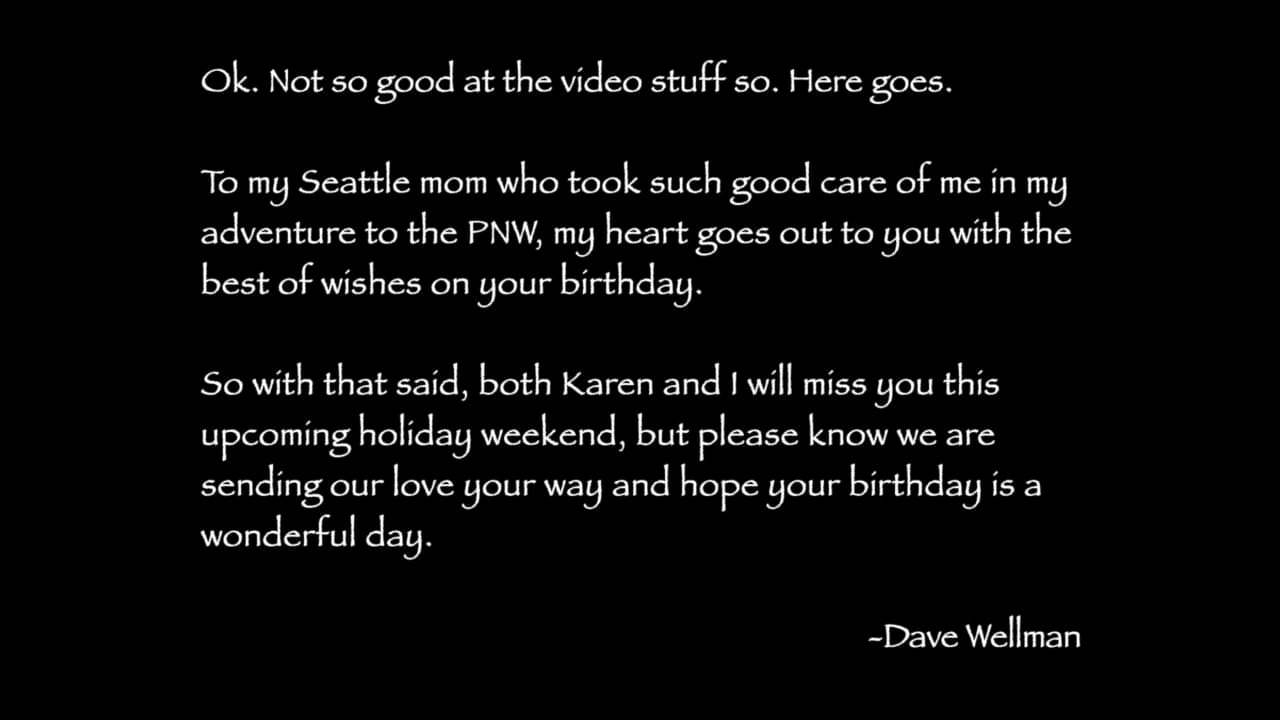 Ok. Not so good at the video stuff so. Here goes.
To my Seattle mom who took such good care of me in my
adventure to the PNW, my heart goes out to you with the
best of wishes on your birthday.
So with that said, both Karen and I will miss you this
upcoming holiday weekend, but please know we are
sending our love your way and hope your birthday is a
wonderful day.
~Dave Wellman